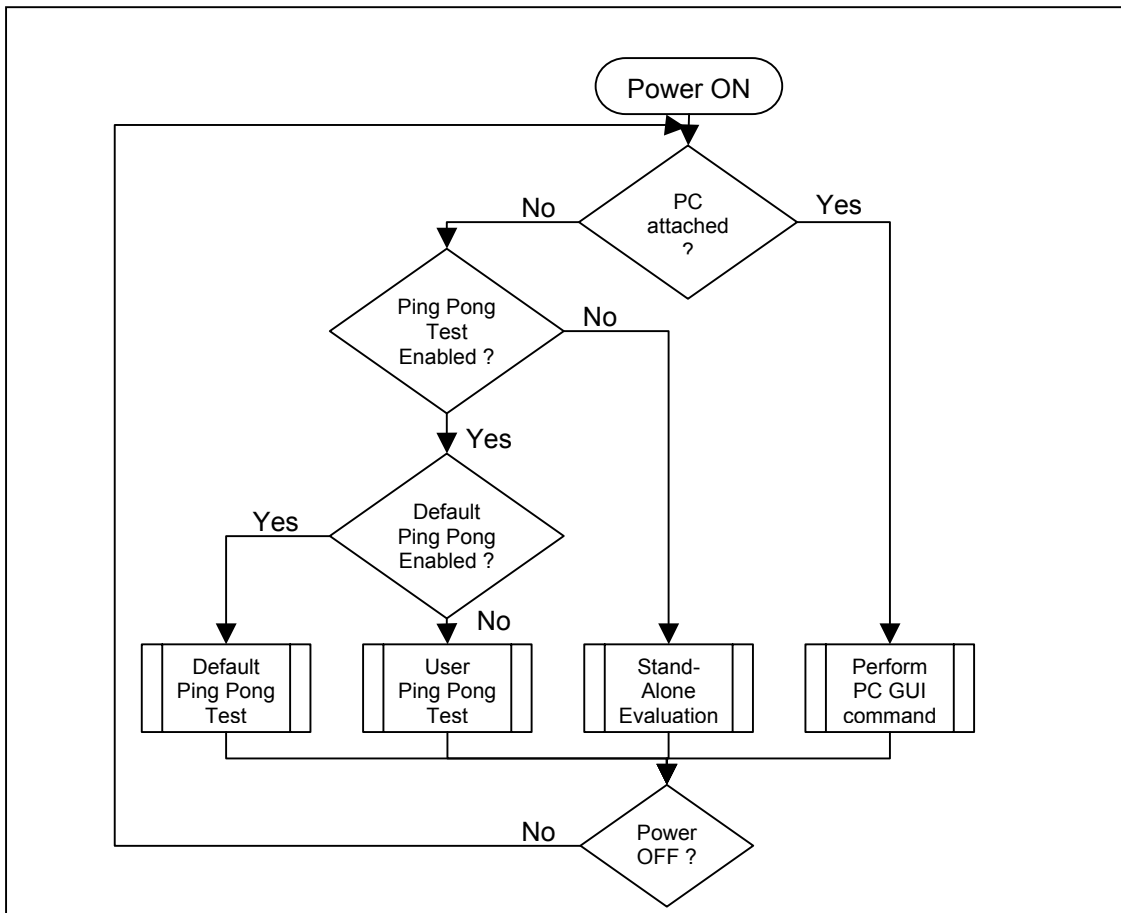 Power ON
PC
attached
?
No
Yes
Ping Pong
Test
Enabled ?
No
Yes
Default
Ping Pong
Enabled ?
Yes
No
Default
Ping Pong
Test
User
Ping Pong
Test
Stand-
Alone
Evaluation
Perform
PC GUI
command
Power
OFF ?
No